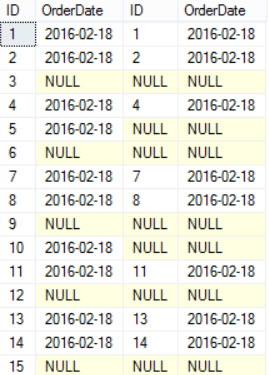 ID OrderDate ID OrderDate
1 2016-02-18 1 2016-02-18
2 2016-02-18 2 2016-02-18
3 NULL NULL NULL
4 2016-02-18 4 2016-02-18
5 2016-02-18 NULL NULL
6 NULL NULL NULL
7 2016-02-18 7 2016-02-18
8 2016-02-18 8 2016-02-18
9 NULL NULL NULL
10 2016-02-18 NULL NULL
11 2016-02-18 11 2016-02-18
12 NULL NULL NULL
13 2016-02-18 13 2016-02-18
14 2016-02-18 14 2016-02-18
15 NULL NULL NULL